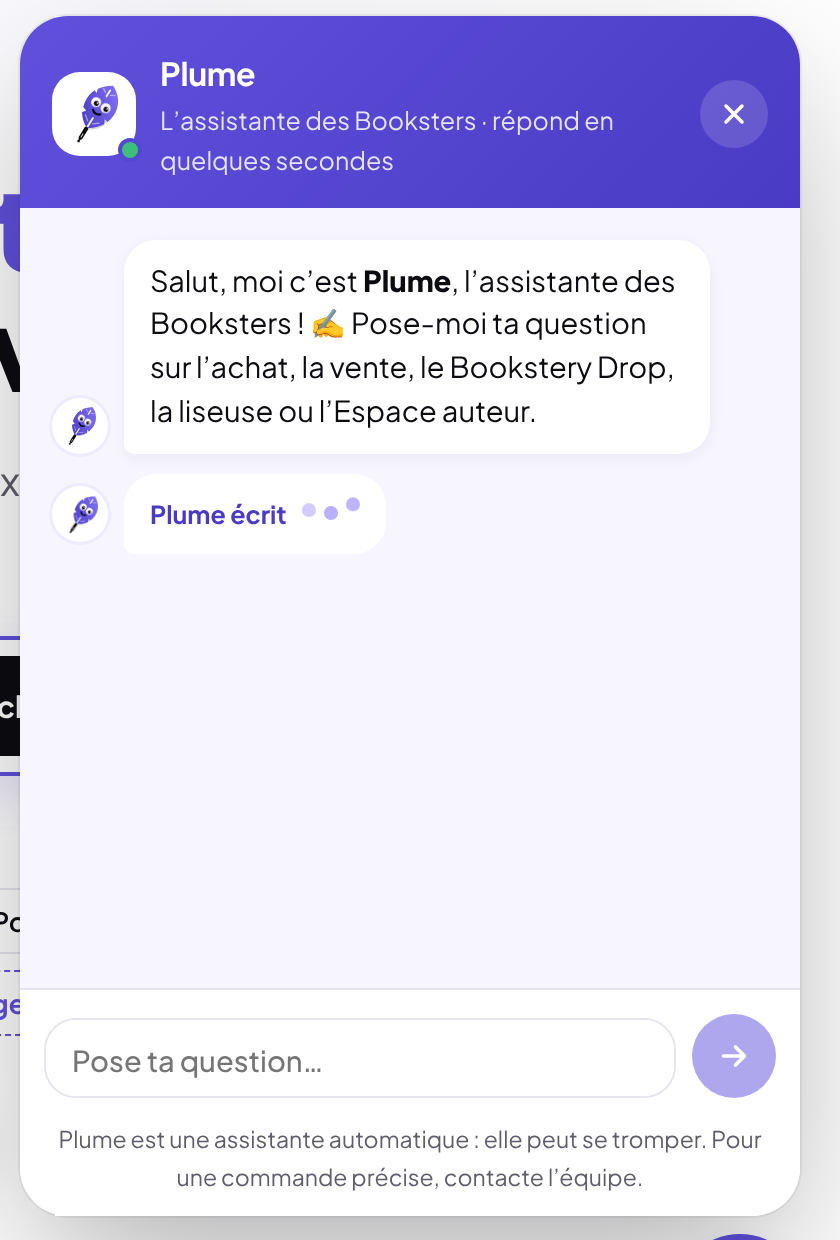 Plume
L’assistante des Booksters · répond en
quelques secondes
Salut, moi c’est Plume, l’assistante des
Booksters ! ✍️ Pose-moi ta question
sur l’achat, la vente, le Bookstery Drop,
la liseuse ou l’Espace auteur.
Plume écrit
Pose ta question…
Plume est une assistante automatique : elle peut se tromper. Pour
une commande précise, contacte l’équipe.